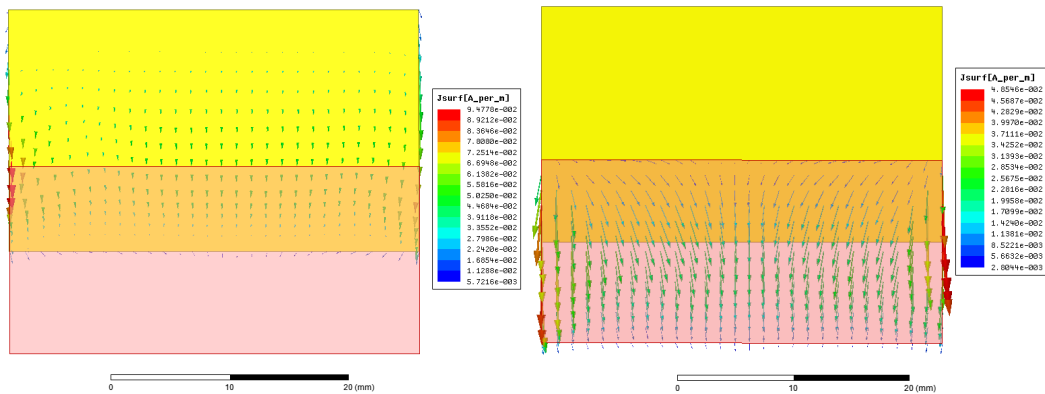 Jsurf[A_per_m]
9.4778e-002
8.9212e-002
8.3646e-002
7.8080e-002
7.2514e-002
6.6948e-002
6.1382e-002
5.5816e-002
5.0250e-002
4.4684e-002
3.9118e-002
3.3552e-002
2.7986e-002
2.2420e-002
1.6854e-002
1.1288e-002
5.7216e-003
0
10
20 (mm)
Jsurf[A_per_m]
4.8546e-002
4.5687e-002
4.2829e-002
3.9970e-002
3.7111e-002
3.4252e-002
3.1393e-002
2.8534e-002
2.5675e-002
2.2816e-002
1.9958e-002
1.7099e-002
1.4240e-002
1.1381e-002
8.5221e-003
5.6632e-003
2.8044e-003
0
10
20 (mm)